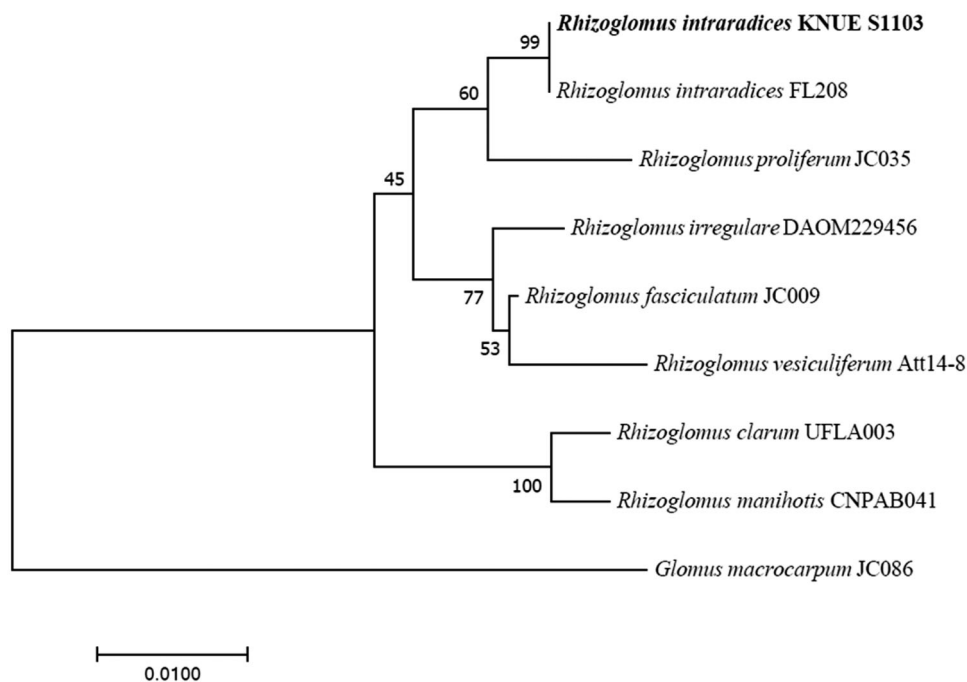 Rhizoglomus intraradices KNUE S1103
99
Rhizoglomus intraradices FL208
60
Rhizoglomus proliferum JC035
45
Rhizoglomus irregulare DAOM229456
77
Rhizoglomus fasciculatum JC009
53
Rhizoglomus vesiculiferum Att14-8
Rhizoglomus clarum UFLA003
100
Rhizoglomus manihotis CNPAB041
Glomus macrocarpum JC086
0.0100